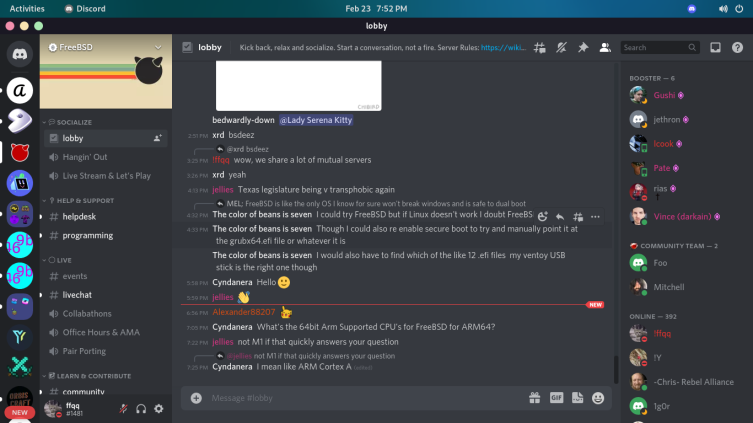 Activities
Discord
Feb 23 7:52 PM
lobby
FreeBSD
SOCIALIZE
lobby
Hangin' Out
Live Stream & Let's Play
HELP & SUPPORT
helpdesk
programming
LIVE
events
livechat
Collabathons
Office Hours & AMA
Pair Porting
LEARN & CONTRIBUTE
community
NEW
ffqq
#1481
lobby
Kick back, relax and socialize. Start a conversation, not a fire. Server Rules: https://wiki...
Search
bedwardly-down @Lady Serena Kitty
2:51 PM xrd bsdeez
@xrd bsdeez
3:25 PM !ffqq wow, we share a lot of mutual servers
3:26 PM xrd yeah
4:31 PM jellies Texas legislature being v transphobic again
MEL; FreeBSD is like the only OS I know for sure won't break windows and is safe to dual boot
4:32 PM The color of beans is seven I could try FreeBSD but if Linux doesn't work I doubt FreeBS
4:33 PM The color of beans is seven Though I could also re enable secure boot to try and manually point it at
the grubx64.efi file or whatever it is
The color of beans is seven I would also have to find which of the like 12 .efi files my ventoy USB
stick is the right one though
5:58 PM Cyndanera Hello
5:59 PM jellies
NEW
6:56 PM Alexander88207
7:05 PM Cyndanera What's the 64bit Arm Supported CPU's for FreeBSD for ARM64?
7:22 PM jellies not M1 if that quickly answers your question
@jellies not M1 if that quickly answers your question
7:25 PM Cyndanera I mean like ARM Cortex A (edited)
Message #lobby
GIF
BOOSTER — 6
Gushi
jethron
lcook
Pate
rias
Vince (darkain)
COMMUNITY TEAM — 2
Foo
Mitchell
ONLINE — 392
!ffqq
!Y
-Chris- Rebel Alliance
1g0r